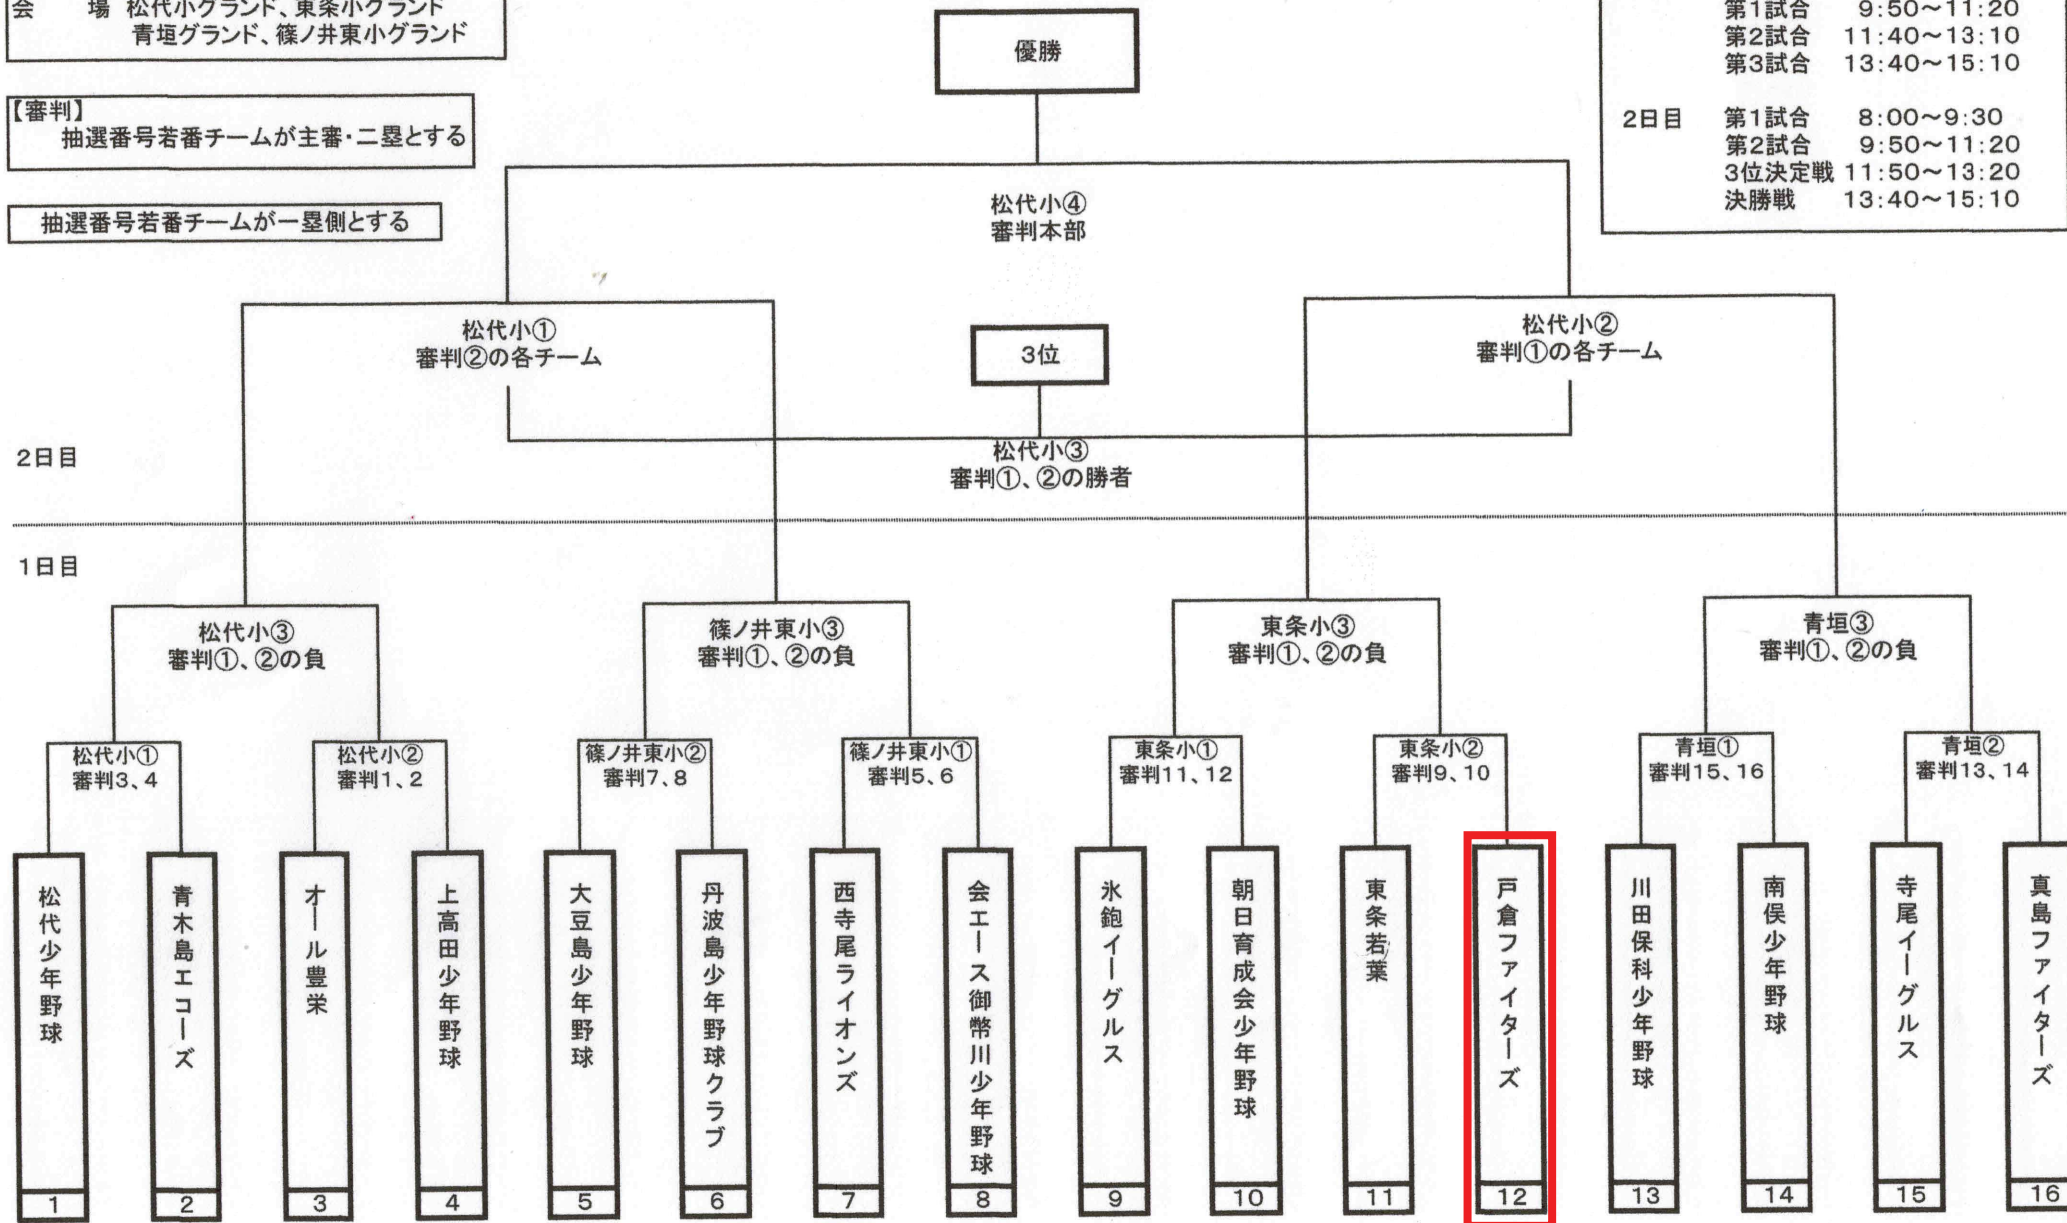 会　場 松代小グランド、東条小グランド
青垣グランド、篠ノ井東小グランド
【審判】
抽選番号若番チームが主審・二塁とする
抽選番号若番チームが一塁側とする
優勝
第1試合 9:50～11:20
第2試合 11:40～13:10
第3試合 13:40～15:10
2日目 第1試合 8:00～9:30
第2試合 9:50～11:20
3位決定戦 11:50～13:20
決勝戦 13:40～15:10
松代小④
審判本部
松代小①
審判②の各チーム
3位
松代小②
審判①の各チーム
松代小③
審判①、②の勝者
2日目
1日目
松代小③
審判①、②の負
篠ノ井東小③
審判①、②の負
東条小③
審判①、②の負
青垣③
審判①、②の負
松代小①
審判3、4
松代小②
審判1、2
篠ノ井東小②
審判7、8
篠ノ井東小①
審判5、6
東条小①
審判11、12
東条小②
審判9、10
青垣①
審判15、16
青垣②
審判13、14
松代少年野球
1
青木島エコーズ
2
オール豊栄
3
上高田少年野球
4
大豆島少年野球
5
丹波島少年野球クラブ
6
西寺尾ライオンズ
7
会エース御幣川少年野球
8
氷鉋イーグルス
9
朝日育成会少年野球
10
東条若葉
11
戸倉ファイターズ
12
川田保科少年野球
13
南俣少年野球
14
寺尾イーグルス
15
真島ファイターズ
16